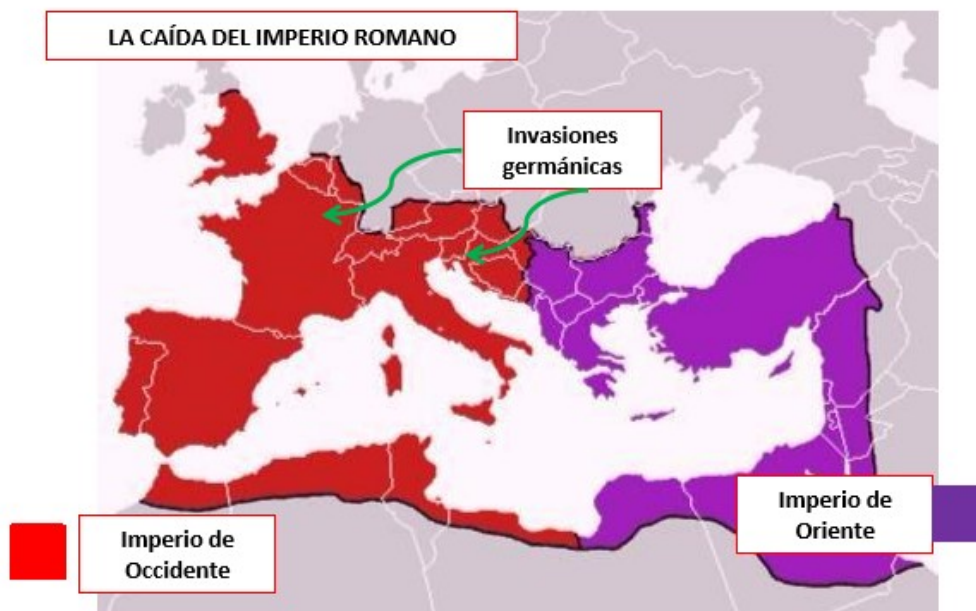 LA CAÍDA DEL IMPERIO ROMANO
Invasiones
germánicas
Imperio de
Oriente
Imperio de
Occidente